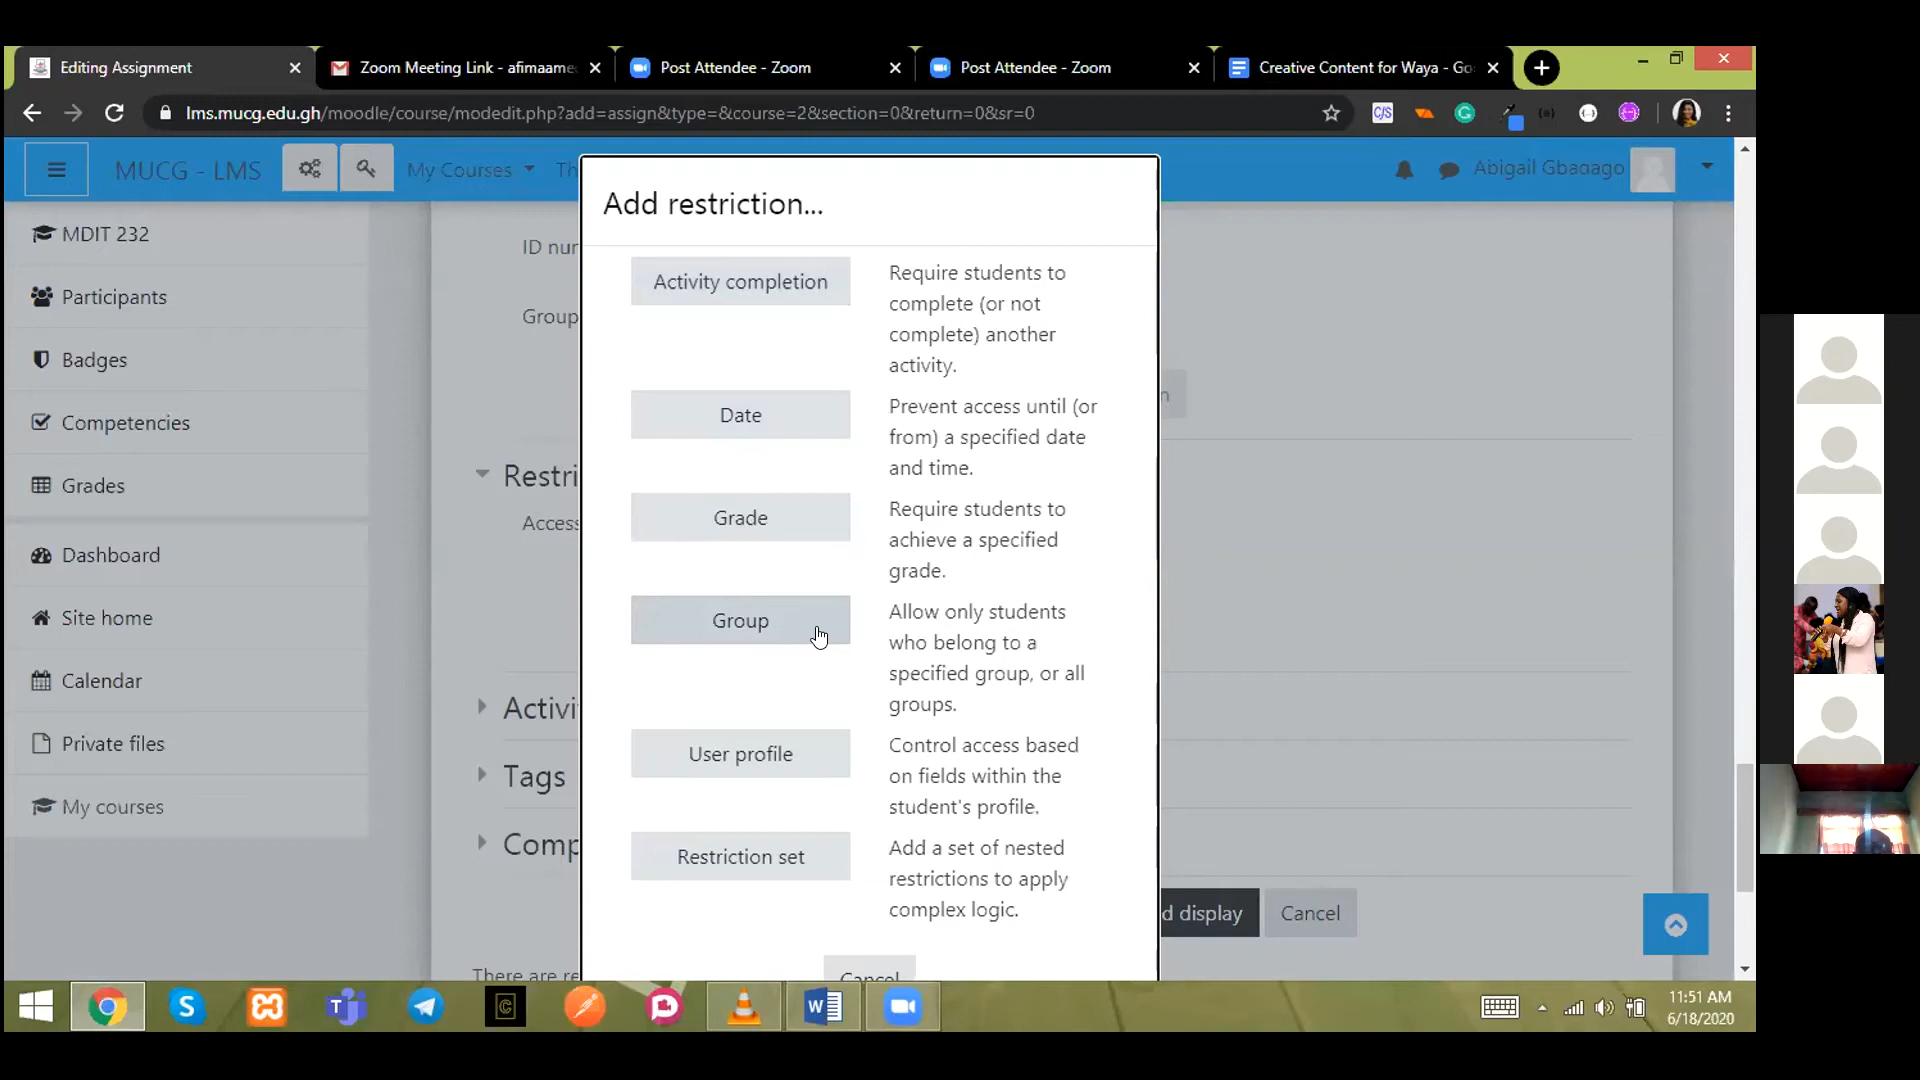 Editing Assignment
Zoom Meeting Link - afimaame
Post Attendee - Zoom
Post Attendee - Zoom
Creative Content for Waya - Go
lms.mucg.edu.gh/moodle/course/modedit.php?add=assign&type=&course=2&section=0&return=0&sr=0
MUCG - LMS
My Courses
Th
Abigail Gbagago
MDIT 232
Participants
Badges
Competencies
Grades
Dashboard
Site home
Calendar
Private files
My courses
ID num
Group
Restri
Access
Activi
Tags
Comp
There are re
n
d display
Cancel
Add restriction...
Activity completion
Require students to
complete (or not
complete) another
activity.
Date
Prevent access until (or
from) a specified date
and time.
Grade
Require students to
achieve a specified
grade.
Group
Allow only students
who belong to a
specified group, or all
groups.
User profile
Control access based
on fields within the
student's profile.
Restriction set
Add a set of nested
restrictions to apply
complex logic.
Cancel
11:51 AM
6/18/2020